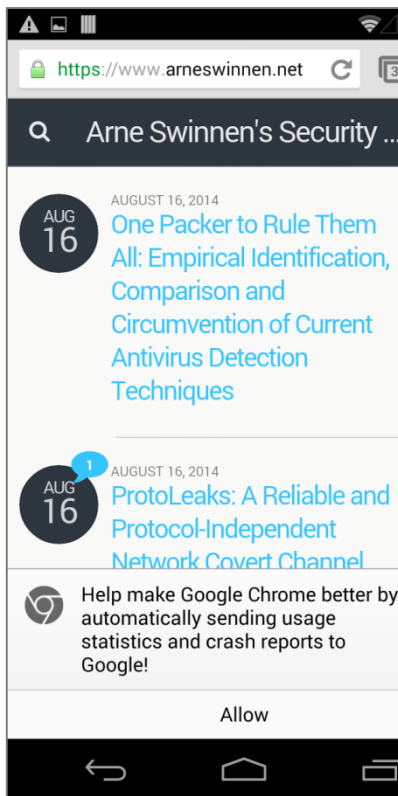 https://www.arneswinnen.net
3
Arne Swinnen's Security ...
AUGUST 16, 2014
AUG
16
One Packer to Rule Them
All: Empirical Identification,
Comparison and
Circumvention of Current
Antivirus Detection
Techniques
1
AUGUST 16, 2014
AUG
16
ProtoLeaks: A Reliable and
Protocol-Independent
Network Covert Channel
Help make Google Chrome better by
automatically sending usage
statistics and crash reports to
Google!
Allow